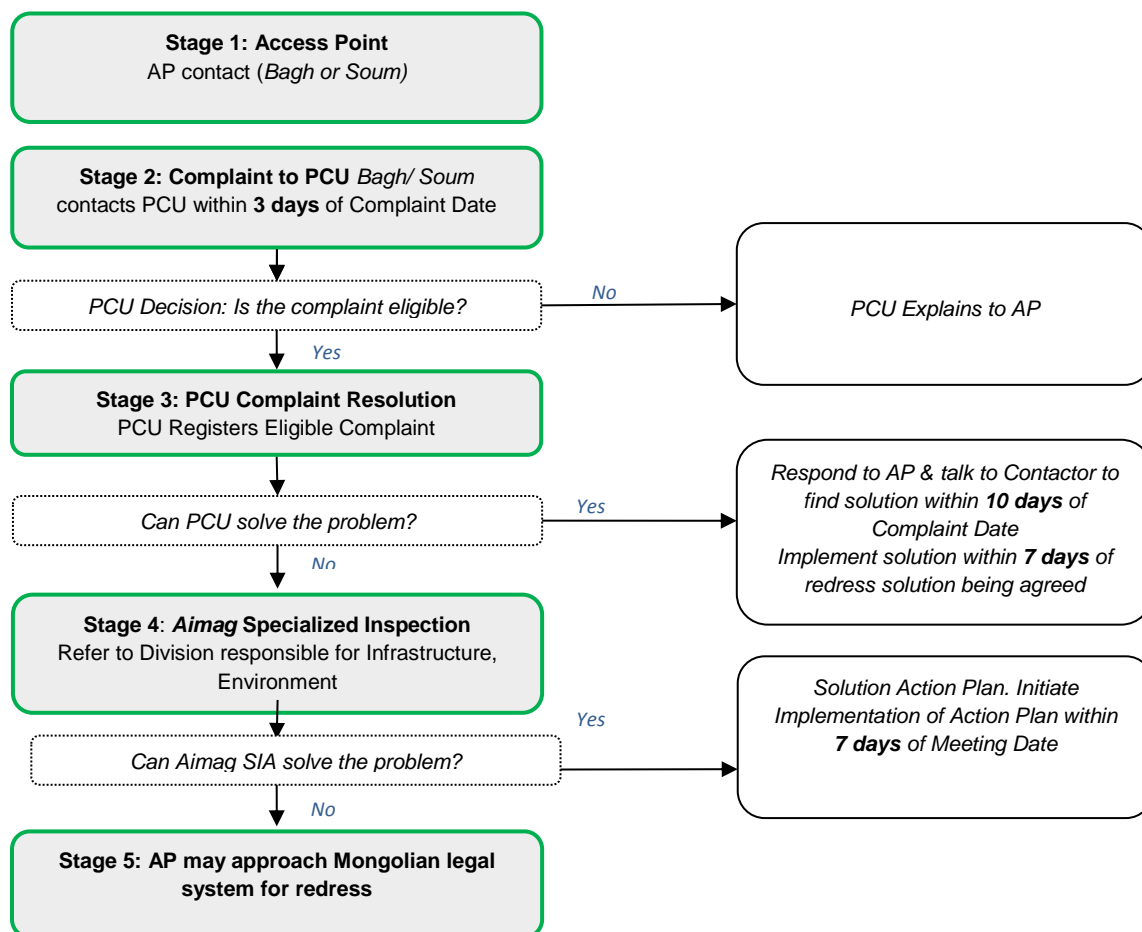 Stage 1: Access Point
AP contact (Bagh or Soum)
Stage 2: Complaint to PCU Bagh/ Soum
contacts PCU within 3 days of Complaint Date
PCU Decision: Is the complaint eligible?
No
PCU Explains to AP
Yes
Stage 3: PCU Complaint Resolution
PCU Registers Eligible Complaint
Can PCU solve the problem?
Yes
Respond to AP & talk to Contactor to
find solution within 10 days of
Complaint Date
Implement solution within 7 days of
redress solution being agreed
No
Stage 4: Aimag Specialized Inspection
Refer to Division responsible for Infrastructure,
Environment
Can Aimag SIA solve the problem?
Yes
Solution Action Plan. Initiate
Implementation of Action Plan within
7 days of Meeting Date
No
Stage 5: AP may approach Mongolian legal
system for redress